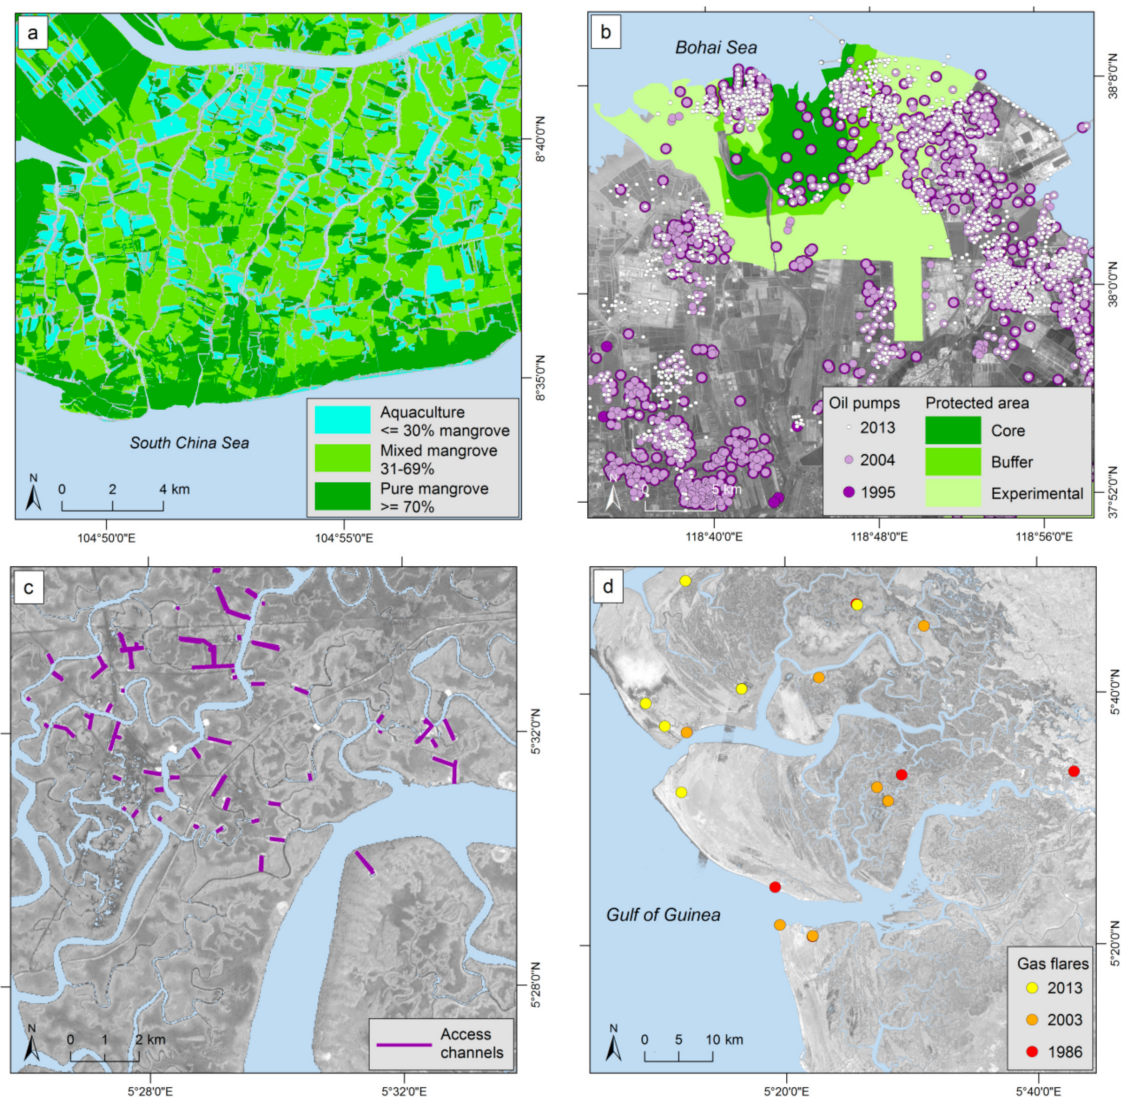 a
South China Sea
N
0 2 4 km
Aquaculture
<= 30% mangrove
Mixed mangrove
31-69%
Pure mangrove
>= 70%
8°40'0"N
8°35'0"N
104°50'0"E 104°55'0"E
b
Bohai Sea
N
0 5 km
Oil pumps
2013
2004
1995
Protected area
Core
Buffer
Experimental
38°8'0"N
38°0'0"N
37°52'0"N
118°40'0"E 118°48'0"E 118°56'0"E
c
N
0 1 2 km
Access
channels
5°32'0"N
5°28'0"N
5°28'0"E 5°32'0"E
d
Gulf of Guinea
N
0 5 10 km
Gas flares
2013
2003
1986
5°40'0"N
5°20'0"N
5°20'0"E 5°40'0"E